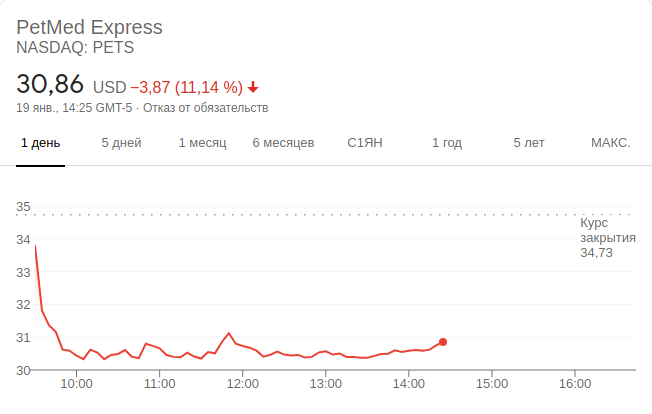 PetMed Express
NASDAQ: PETS
30,86 USD −3,87 (11,14 %)
19 янв., 14:25 GMT-5 · Отказ от обязательств
1 день 5 дней 1 месяц 6 месяцев С1ЯН 1 год 5 лет МАКС.
35
Курс
закрытия
34,73
34
33
32
31
30
10:00 11:00 12:00 13:00 14:00 15:00 16:00